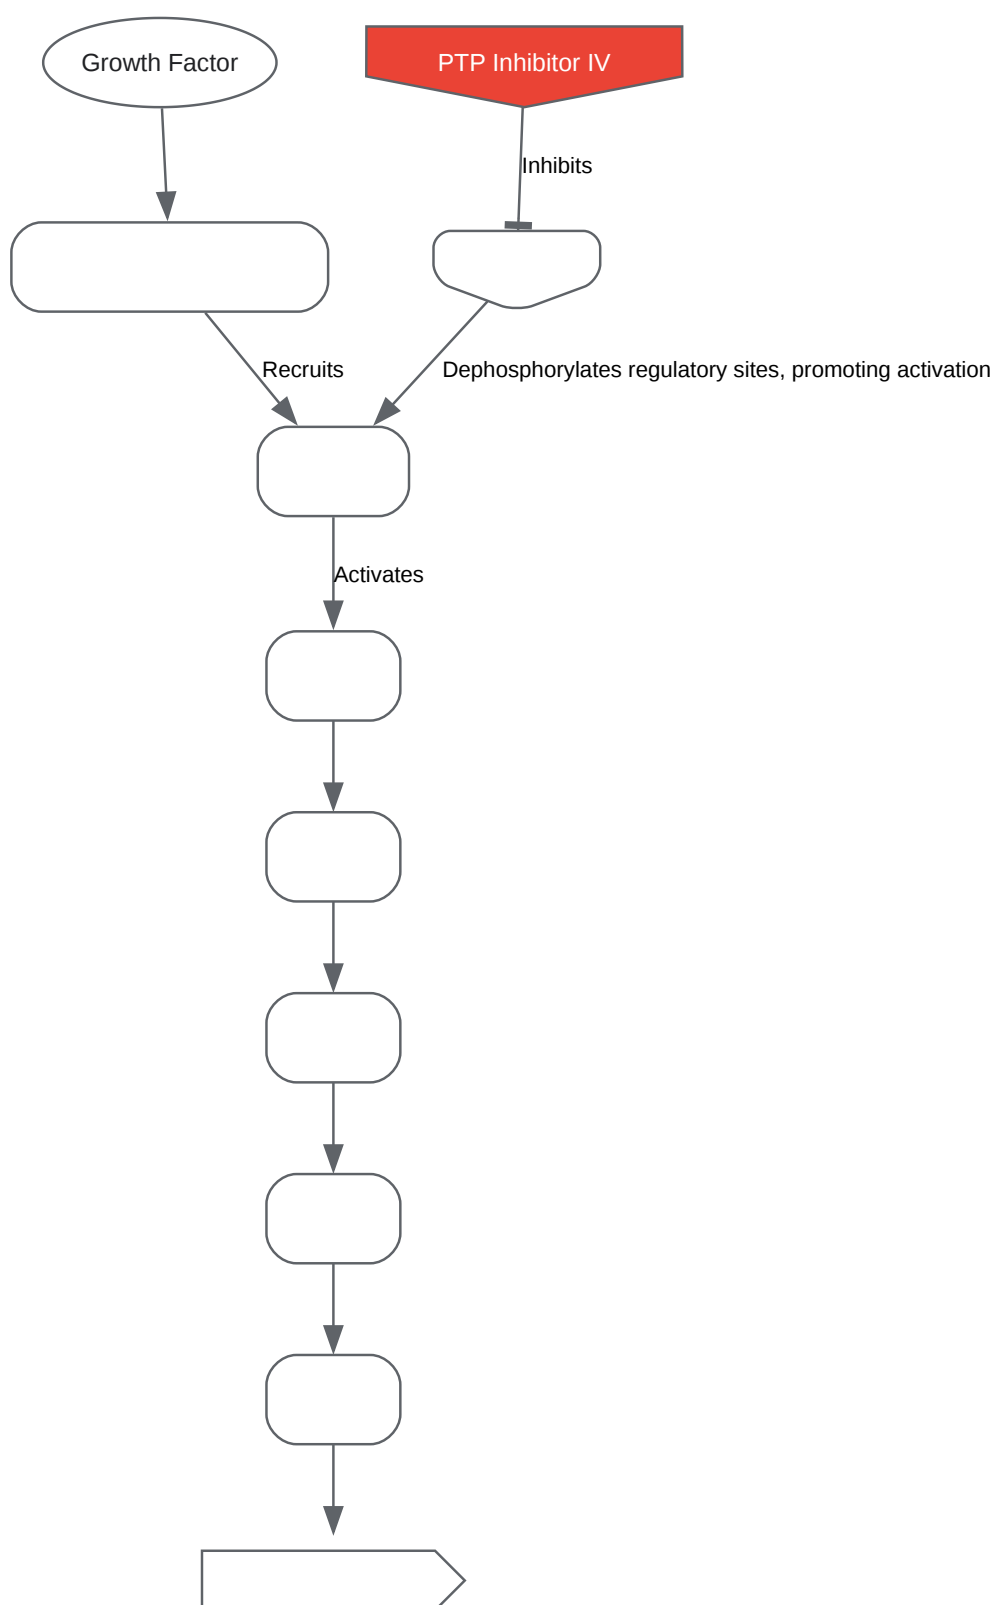 Growth Factor
PTP Inhibitor IV
Inhibits
Recruits
Dephosphorylates regulatory sites, promoting activation
Activates